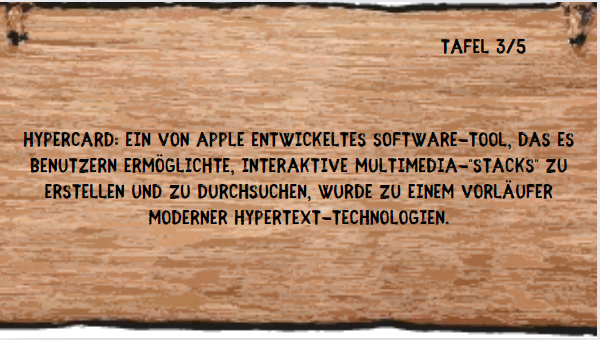 TAFEL 3/5
HYPERCARD: EIN VON APPLE ENTWICKELTES SOFTWARE-TOOL, DAS ES
BENUTZERN ERMÖGLICHTE, INTERAKTIVE MULTIMEDIA-"STACKS" ZU
ERSTELLEN UND ZU DURCHSUCHEN, WURDE ZU EINEM VORLÄUFER
MODERNER HYPERTEXT-TECHNOLOGIEN.